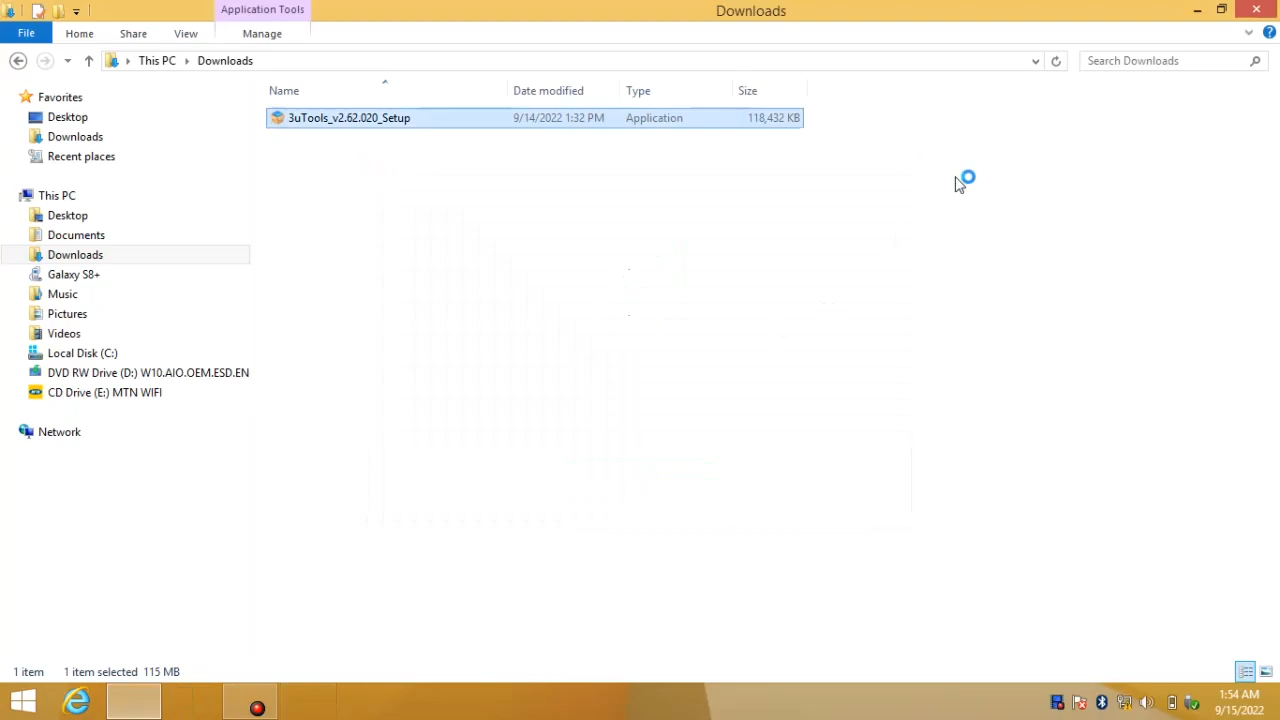 Application Tools
Downloads
File
Home
Share
View
Manage
This PC
Downloads
Search Downloads
Name
Date modified
Type
Size
3uTools_v2.62.020_Setup
9/14/2022 1:32 PM
Application
118,432 KB
Favorites
Desktop
Downloads
Recent places
This PC
Desktop
Documents
Downloads
Galaxy S8+
Music
Pictures
Videos
Local Disk (C:)
DVD RW Drive (D:) W10.AIO.OEM.ESD.EN
CD Drive (E:) MTN WIFI
Network
1 item
1 item selected 115 MB
1:54 AM
9/15/2022